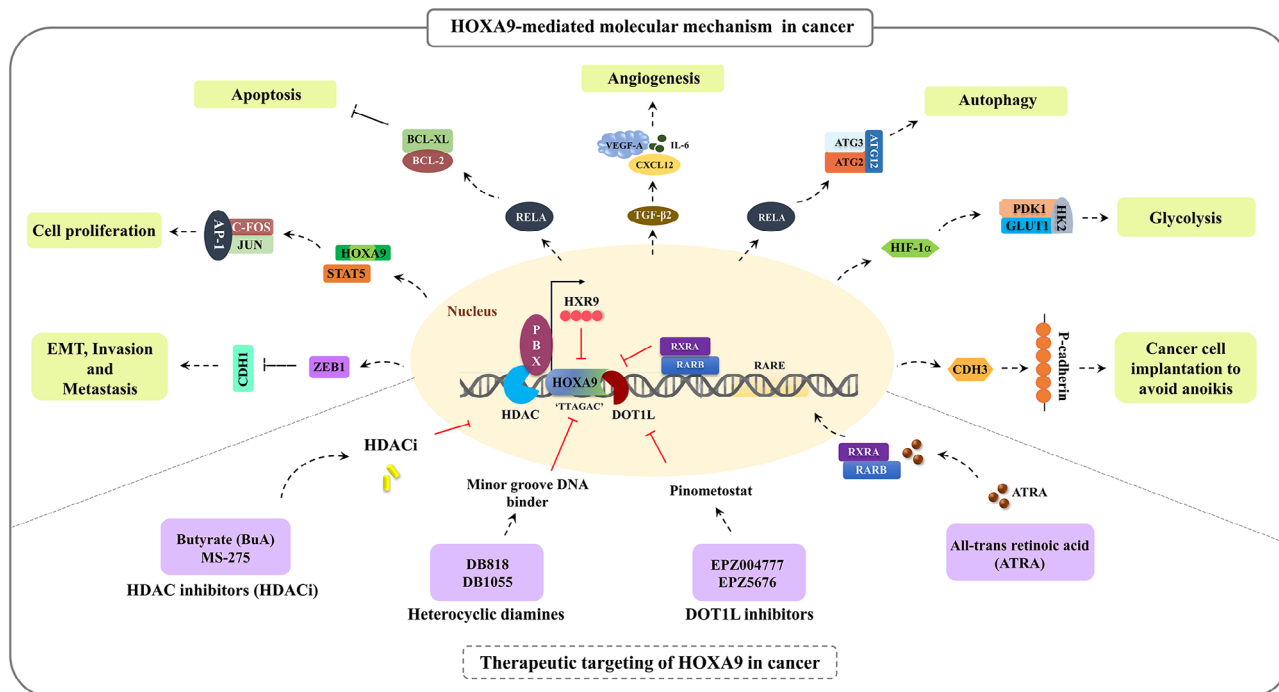 HOXA9-mediated molecular mechanism in cancer
Apoptosis
Angiogenesis
Autophagy
BCL-XL
BCL-2
VEGF-A
IL-6
CXCL12
ATG3
ATG2
ATG12
RELA
TGF-β2
RELA
PDK1
GLUT1
HK2
Glycolysis
Cell proliferation
AP-1
C-FOS
JUN
HOXA9
STAT5
HIF-1α
Nucleus
HXR9
P
B
X
RXRA
RARB
RARE
HOXA9
HDAC
'TTAGAC'
DOT1L
EMT, Invasion
and
Metastasis
CDH1
ZEB1
CDH3
P-cadherin
Cancer cell
implantation to
avoid anoikis
HDACi
Minor groove DNA
binder
Pinometostat
RXRA
RARB
ATRA
Butyrate (BuA)
MS-275
HDAC inhibitors (HDACi)
DB818
DB1055
Heterocyclic diamines
EPZ004777
EPZ5676
DOT1L inhibitors
All-trans retinoic acid
(ATRA)
Therapeutic targeting of HOXA9 in cancer